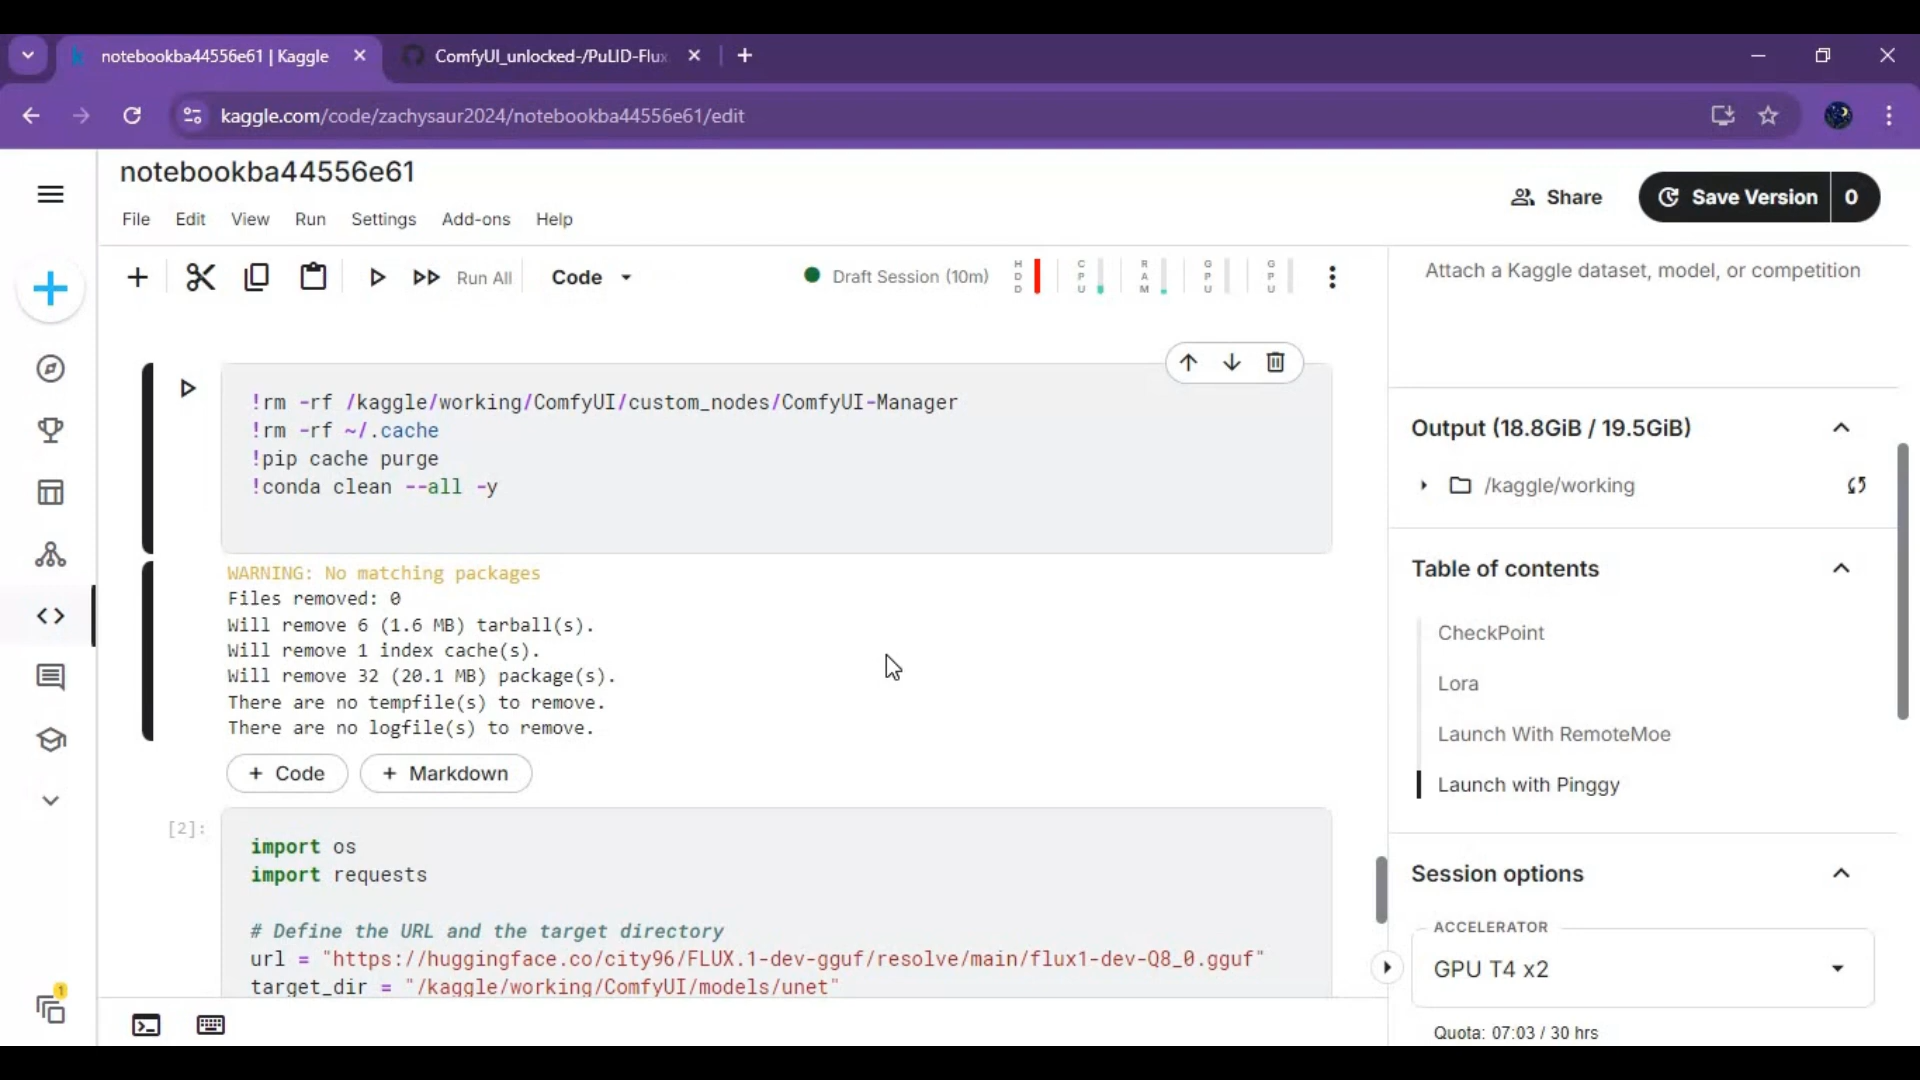 notebookba44556e61 | Kaggle
ComfyUI_unlocked-/PuLID-Flux
kaggle.com/code/zachysaur2024/notebookba44556e61/edit
notebookba44556e61
File Edit View Run Settings Add-ons Help
Share
Save Version 0
Run All
Code
Draft Session (10m)
HDD
CPU
RAM
GPU
GPU
!rm -rf /kaggle/working/ComfyUI/custom_nodes/ComfyUI-Manager
!rm -rf ~/.cache
!pip cache purge
!conda clean --all -y
WARNING: No matching packages
Files removed: 0
Will remove 6 (1.6 MB) tarball(s).
Will remove 1 index cache(s).
Will remove 32 (20.1 MB) package(s).
There are no tempfile(s) to remove.
There are no logfile(s) to remove.
+ Code
+ Markdown
[2]:
import os
import requests
# Define the URL and the target directory
url = "https://huggingface.co/city96/FLUX.1-dev-gguf/resolve/main/flux1-dev-Q8_0.gguf"
target_dir = "/kaggle/working/ComfyUI/models/unet"
Attach a Kaggle dataset, model, or competition
Output (18.8GiB / 19.5GiB)
/kaggle/working
Table of contents
CheckPoint
Lora
Launch With RemoteMoe
Launch with Pinggy
Session options
ACCELERATOR
GPU T4 x2
Quota: 07:03 / 30 hrs
1